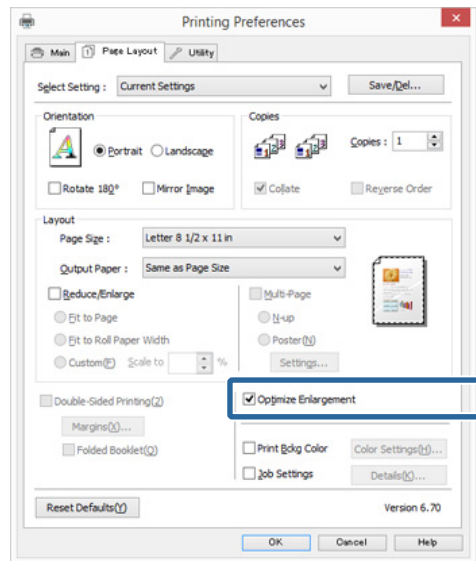 Printing Preferences
Main
Page Layout
Utility
Select Setting : Current Settings Save/Del...
Orientation
Portrait Landscape
Rotate 180° Mirror Image
Copies
Copies : 1
Collate Reverse Order
Layout
Page Size : Letter 8 1/2 x 11 in
Output Paper : Same as Page Size
Reduce/Enlarge
Fit to Page
Fit to Roll Paper Width
Custom(F) Scale to %
Multi-Page
N-up
Poster(N)
Settings...
Double-Sided Printing(2)
Margins(X)...
Folded Booklet(O)
Optimize Enlargement
Print Bckg Color Color Settings(H)...
Job Settings Details(K)...
Reset Defaults(Y) Version 6.70
OK Cancel Help